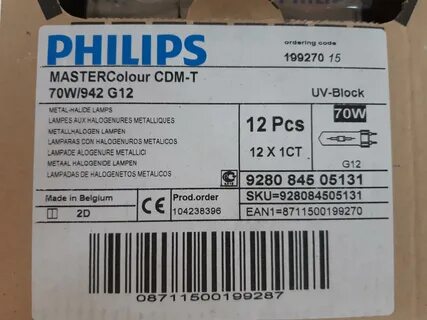 PHILIPS
ordering code
199270 15
MASTERColour CDM-T
70W/942 G12
UV-Block
METAL-HALIDE LAMPS
LAMPES AUX HALOGENURES METALLIQUES
METALLHALOGEN LAMPEN
LAMPARAS CON HALOGENUROS METALICOS
LAMPADE ALOGENURE METALLICI
METAAL HALOGENIDE LAMPEN
LAMPADAS DE HALOGENETOS METALICOS
12 Pcs
12 X 1CT
70W
G12
9280 845 05131
SKU=928084505131
EAN1=8711500199270
Made in Belgium
2D
CE
Prod.order
104238396
08711500199287